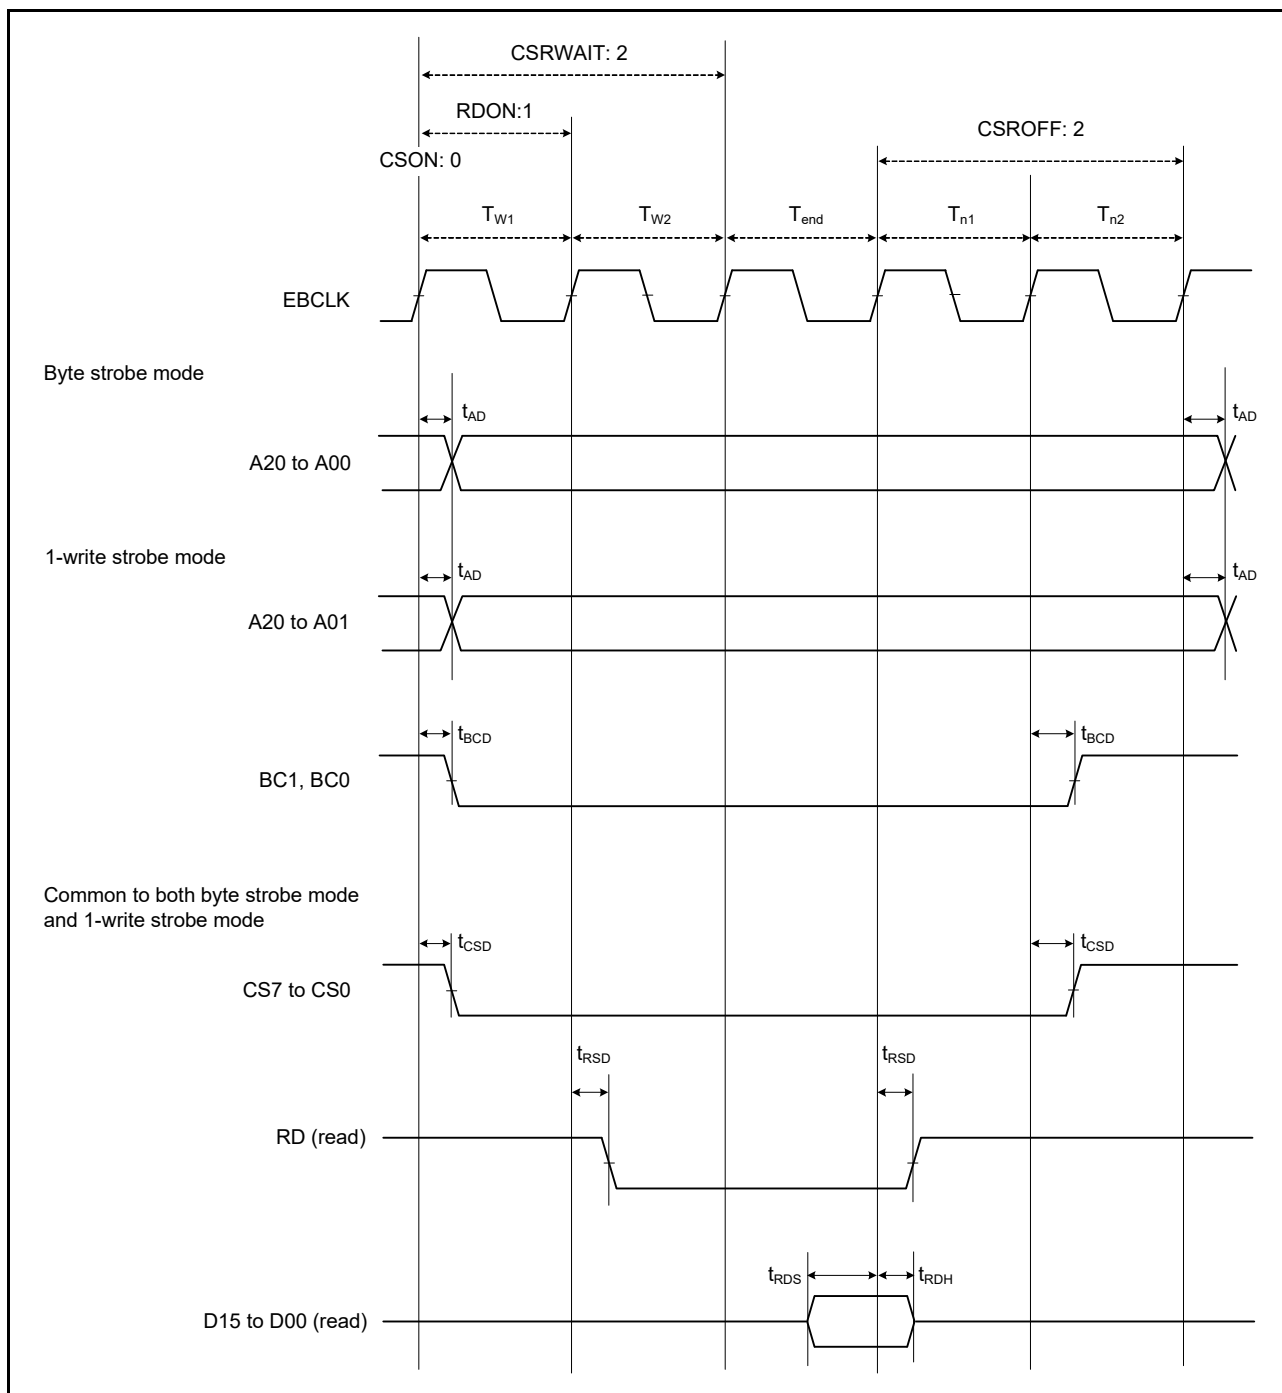 CSRWAIT: 2
RDON:1
CSROFF: 2
CSON: 0
TW1
TW2
Tend
Tn1
Tn2
EBCLK
Byte strobe mode
tAD
tAD
A20 to A00
1-write strobe mode
tAD
tAD
A20 to A01
tBCD
tBCD
BC1, BC0
Common to both byte strobe mode
and 1-write strobe mode
tCSD
tCSD
CS7 to CS0
tRSD
tRSD
RD (read)
tRDS
tRDH
D15 to D00 (read)